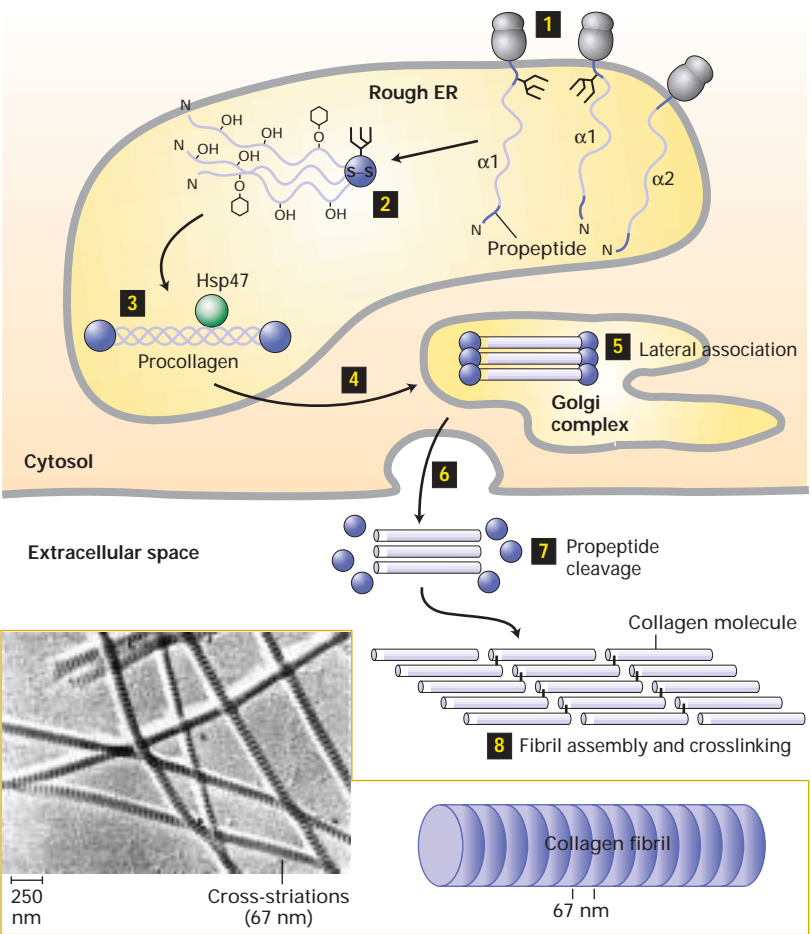 1
Rough ER
N
OH
OH
O
α1
α1
α2
N
OH
OH
O
S–S
2
N
OH
OH
N
N
N
Propeptide
3
Hsp47
Procollagen
4
5 Lateral association
Golgi
complex
Cytosol
6
Extracellular space
7 Propeptide
cleavage
Collagen molecule
8 Fibril assembly and crosslinking
250
nm
Cross-striations
(67 nm)
Collagen fibril
67 nm